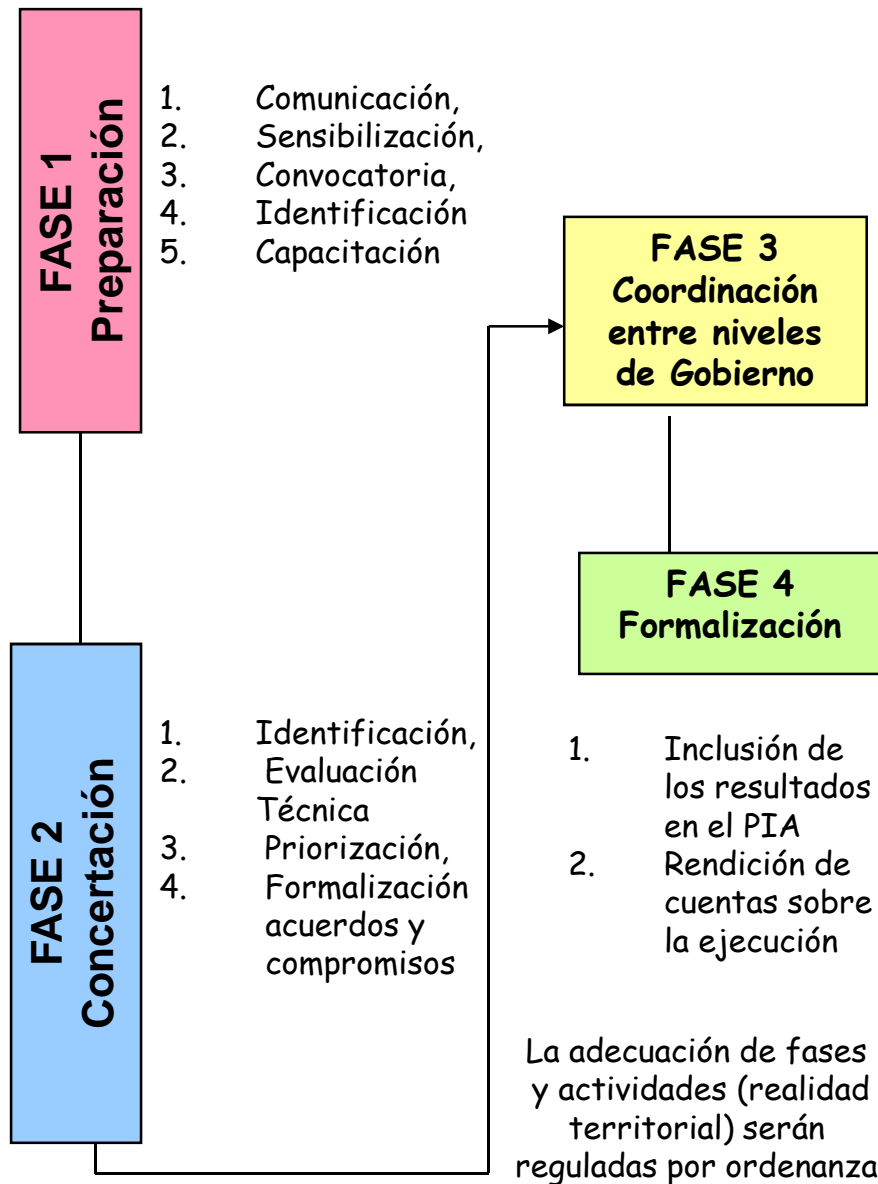 FASE 1
Preparación
1. Comunicación,
2. Sensibilización,
3. Convocatoria,
4. Identificación
5. Capacitación
FASE 2
Concertación
1. Identificación,
2. Evaluación
Técnica
3. Priorización,
4. Formalización
acuerdos y
compromisos
FASE 3
Coordinación
entre niveles
de Gobierno
FASE 4
Formalización
1. Inclusión de
los resultados
en el PIA
2. Rendición de
cuentas sobre
la ejecución
La adecuación de fases
y actividades (realidad
territorial) serán
reguladas por ordenanza